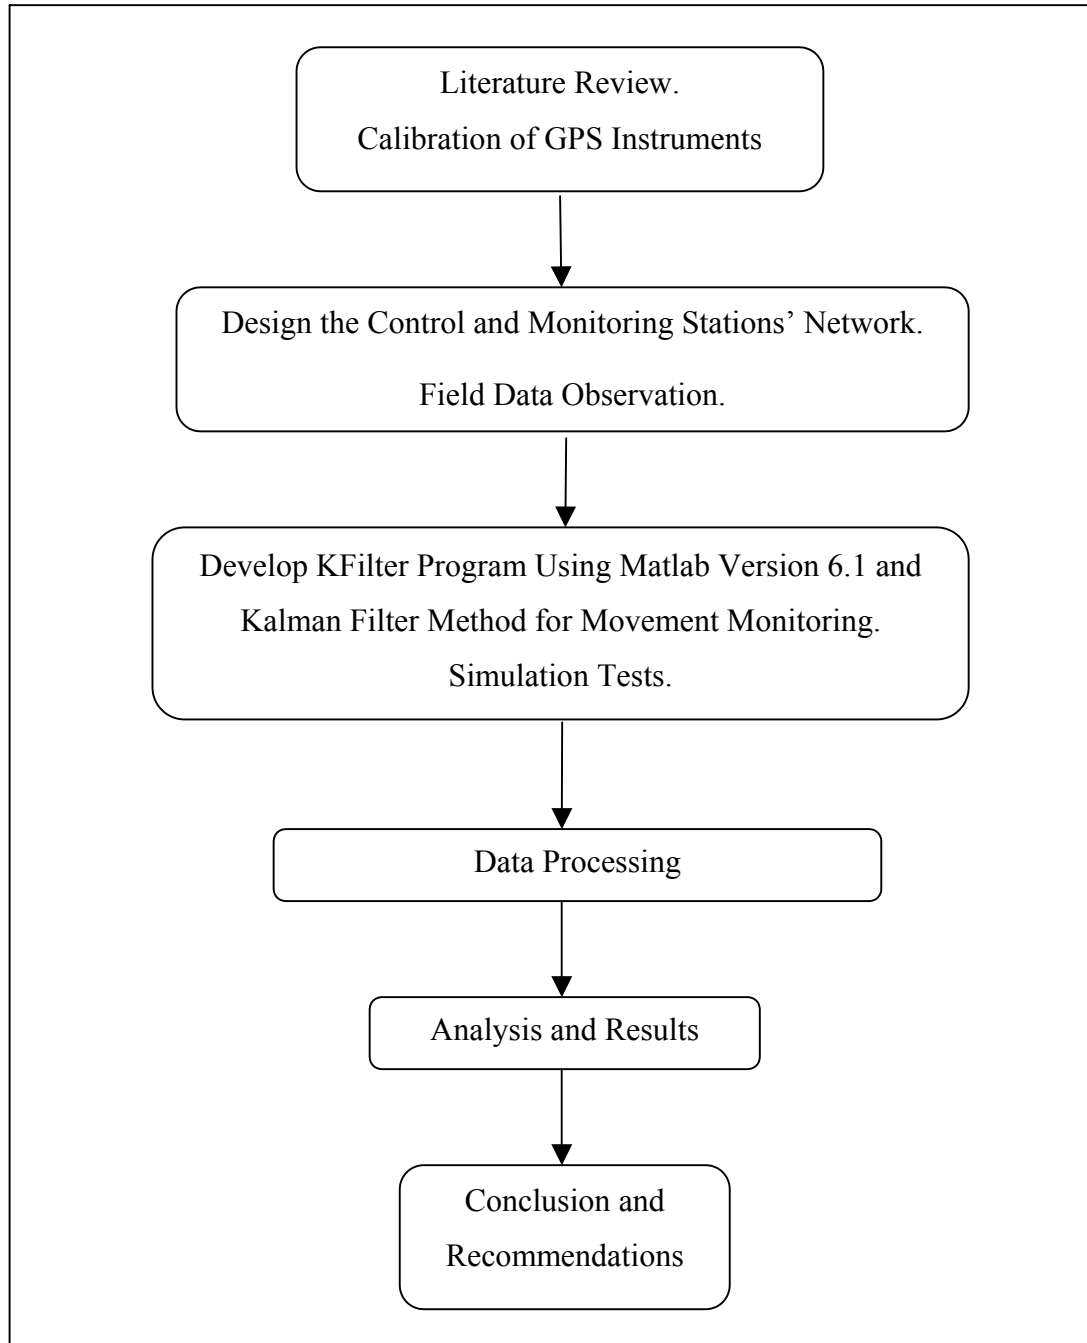 Literature Review.
Calibration of GPS Instruments
Design the Control and Monitoring Stations’ Network.
Field Data Observation.
Develop KFilter Program Using Matlab Version 6.1 and
Kalman Filter Method for Movement Monitoring.
Simulation Tests.
Data Processing
Analysis and Results
Conclusion and
Recommendations